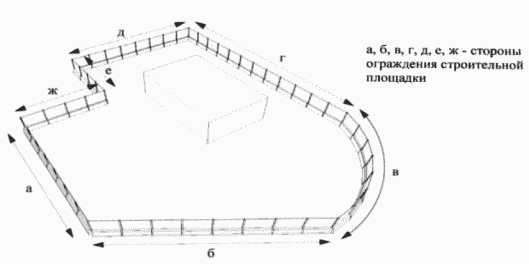 д
г
е
ж
а
в
б
а, б, в, г, д, е, ж - стороны
ограждения строительной
площадки